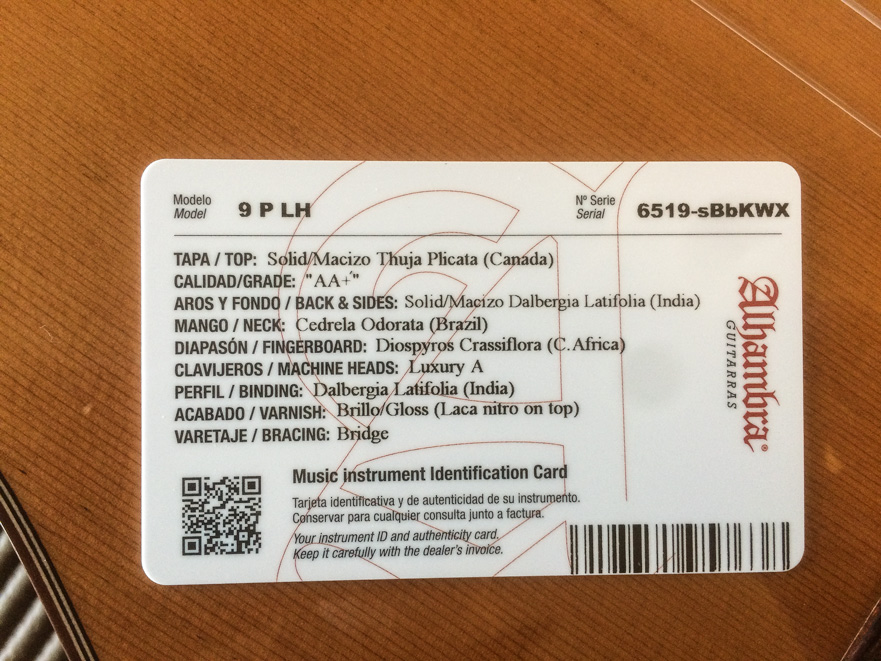 Modelo
Model
9 P LH
Nº Serie
Serial
6519-sBbKWX
TAPA / TOP: Solid/Macizo Thuja Plicata (Canada)
CALIDAD/GRADE: "AA+'"
AROS Y FONDO / BACK & SIDES: Solid/Macizo Dalbergia Latifolia (India)
MANGO / NECK: Cedrela Odorata (Brazil)
DIAPASÓN / FINGERBOARD: Diospyros Crassiflora (C.Africa)
CLAVIJEROS / MACHINE HEADS: Luxury A
PERFIL / BINDING: Dalbergia Latifolia (India)
ACABADO / VARNISH: Brillo/Gloss (Laca nitro on top)
VARETAJE / BRACING: Bridge
Alhambra®
GUITARRAS
Music instrument Identification Card
Tarjeta identificativa y de autenticidad de su instrumento.
Conservar para cualquier consulta junto a factura.
Your instrument ID and authenticity card.
Keep it carefully with the dealer's invoice.